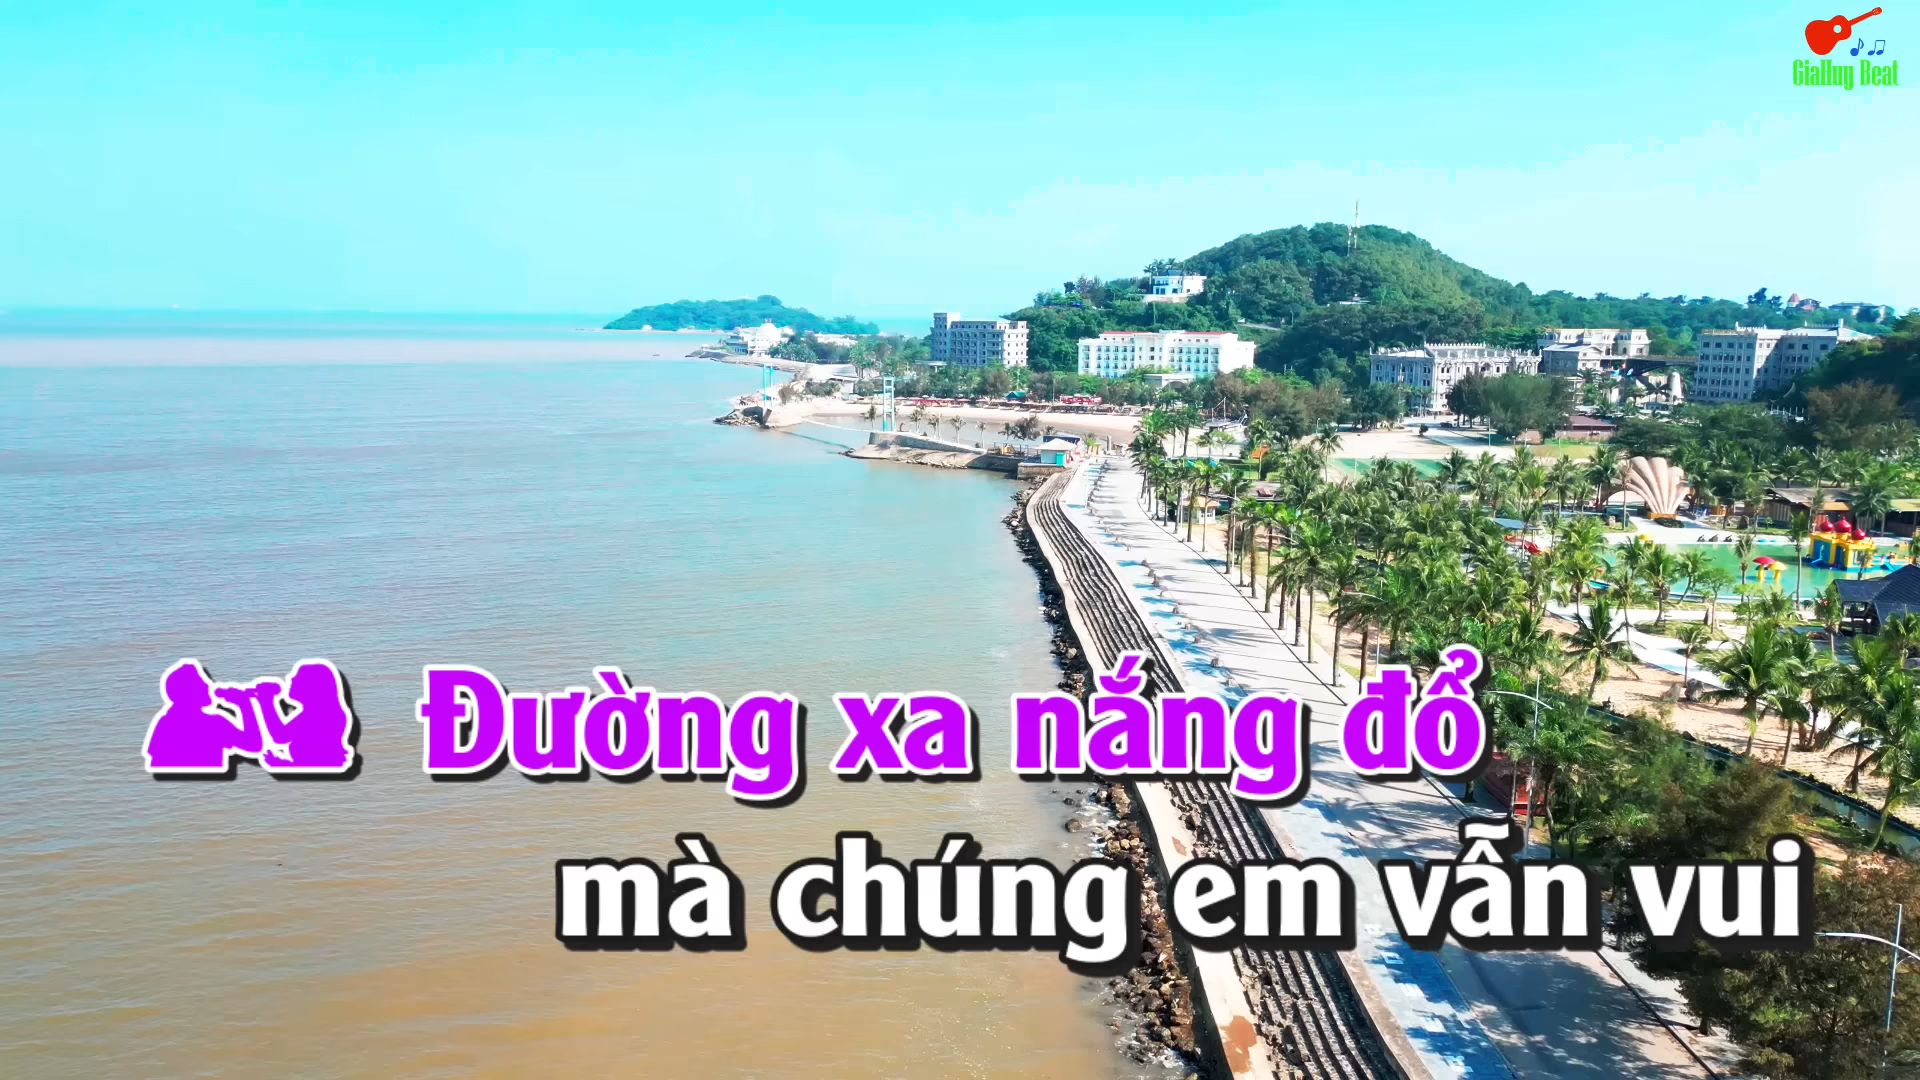 GiaHuy Beat
Đường xa nắng đổ
mà chúng em vẫn vui